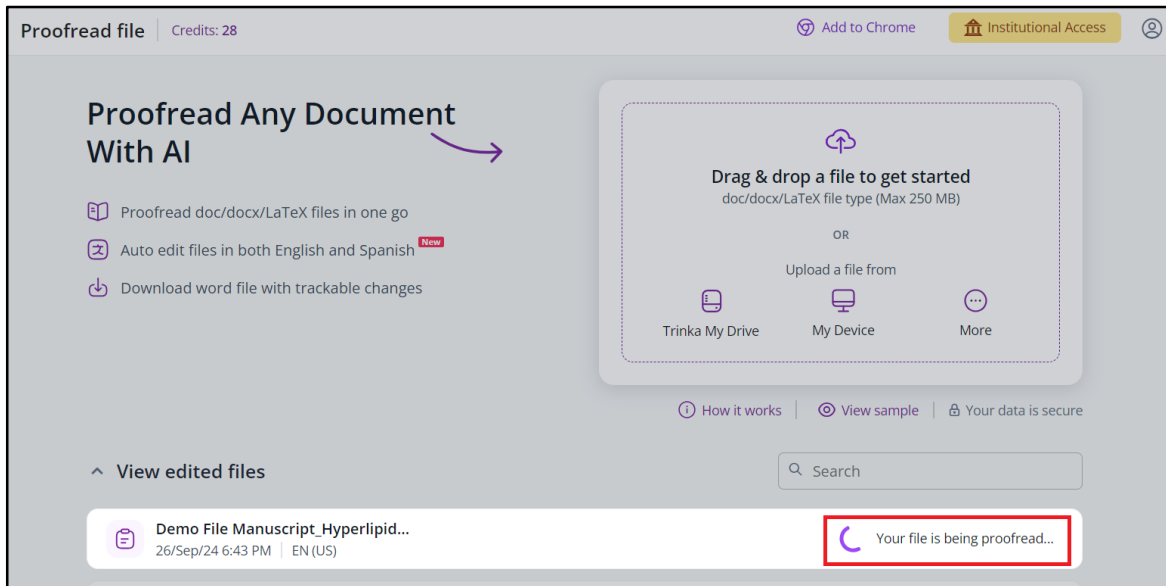 Proofread file
Credits: 28
Add to Chrome
Institutional Access
Proofread Any Document
With AI
Proofread doc/docx/LaTeX files in one go
Auto edit files in both English and Spanish New
Download word file with trackable changes
Drag & drop a file to get started
doc/docx/LaTeX file type (Max 250 MB)
OR
Upload a file from
Trinka My Drive
My Device
More
How it works
View sample
Your data is secure
View edited files
Search
Demo File Manuscript_Hyperlipid...
26/Sep/24 6:43 PM
EN (US)
Your file is being proofread...